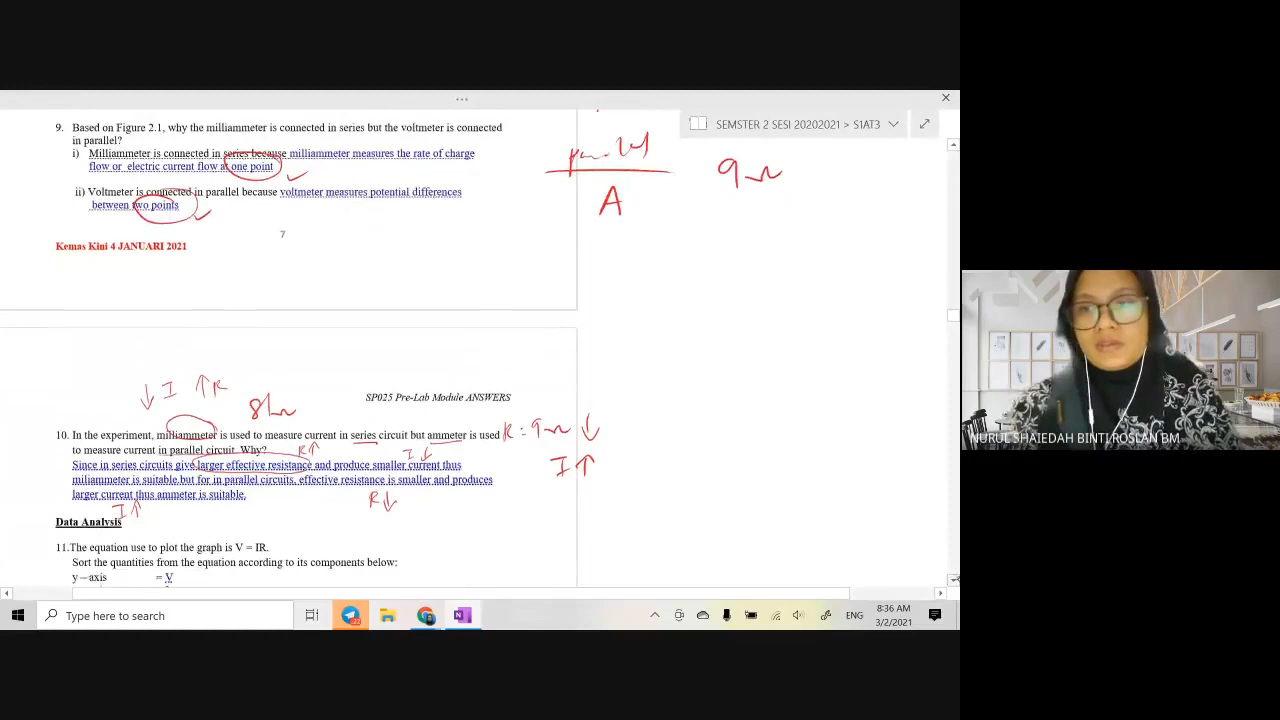 9. Based on Figure 2.1, why the milliammeter is connected in series but the voltmeter is connected
in parallel?
i) Milliammeter is connected in series because milliammeter measures the rate of charge
flow or electric current flow at one point
ii) Voltmeter is connected in parallel because voltmeter measures potential differences
between two points
7
Kemas Kini 4 JANUARI 2021
SEMSTER 2 SESI 20202021 > S1AT3
A
9Ω
↓ I ↑R
81Ω
SP025 Pre-Lab Module ANSWERS
10. In the experiment, milliammeter is used to measure current in series circuit but ammeter is used
to measure current in parallel circuit. Why?
R = 9Ω ↓
I ↑
R↑
I ↓
Since in series circuits give larger effective resistance and produce smaller current thus
miliammeter is suitable.but for in parallel circuits, effective resistance is smaller and produces
larger current thus ammeter is suitable.
R↓
I↑
Data Analysis
11.The equation use to plot the graph is V = IR.
Sort the quantities from the equation according to its components below;
y–axis = V
NURUL SHAIEDAH BINTI ROSLAN BM
Type here to search
ENG
8:36 AM
3/2/2021